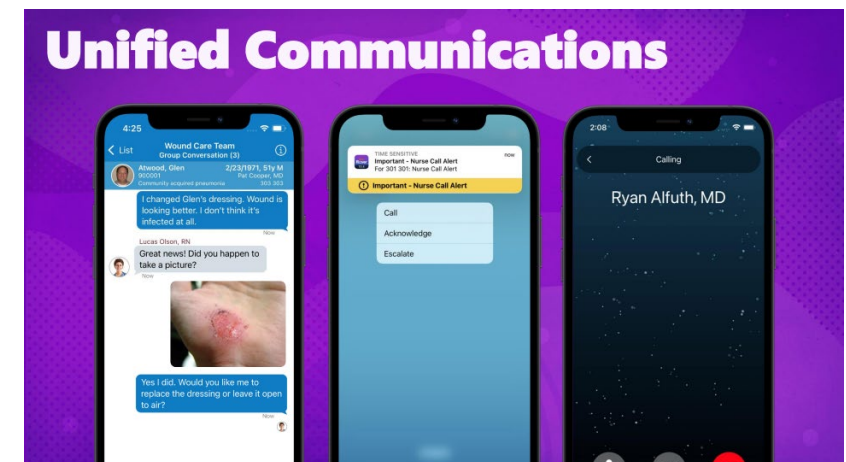 Unified Communications
4:25
List
Wound Care Team
Group Conversation (3)
Atwood, Glen 2/23/1971, 51y M
900001 Pat Cooper, MD
Community acquired pneumonia 303 303
I changed Glen's dressing. Wound is
looking better. I don't think it's
infected at all.
Now
Lucas Olson, RN
Great news! Did you happen to
take a picture?
Now
Yes I did. Would you like me to
replace the dressing or leave it open
to air?
Now
TIME SENSITIVE now
Important - Nurse Call Alert
For 301 301: Nurse Call Alert
Important - Nurse Call Alert
Call
Acknowledge
Escalate
2:08
Calling
Ryan Alfuth, MD